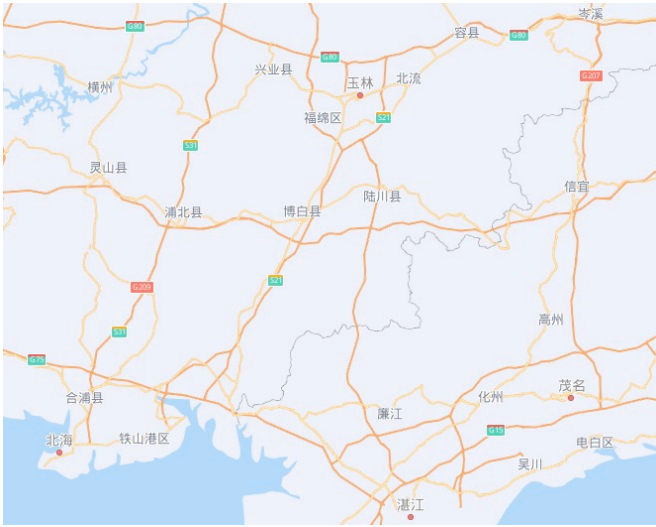 岑溪
G80
容县
G80
G80
兴业县
北流
G207
横州
玉林
福绵区
S21
S31
灵山县
信宜
陆川县
浦北县
博白县
S21
G209
高州
S31
G75
茂名
合浦县
化州
廉江
G15
北海
铁山港区
电白区
吴川
湛江